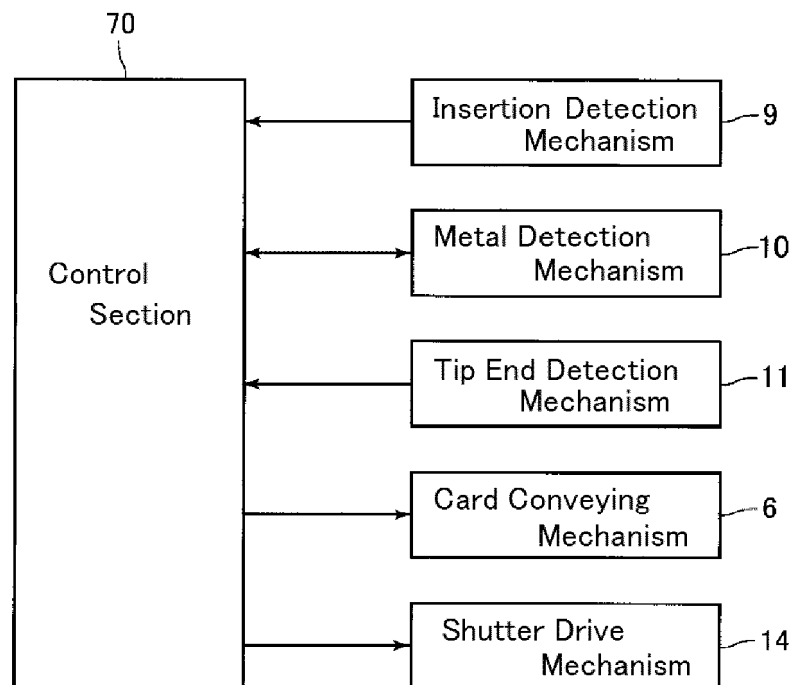 70
Control
Section
Insertion Detection
Mechanism
9
Metal Detection
Mechanism
10
Tip End Detection
Mechanism
11
Card Conveying
Mechanism
6
Shutter Drive
Mechanism
14